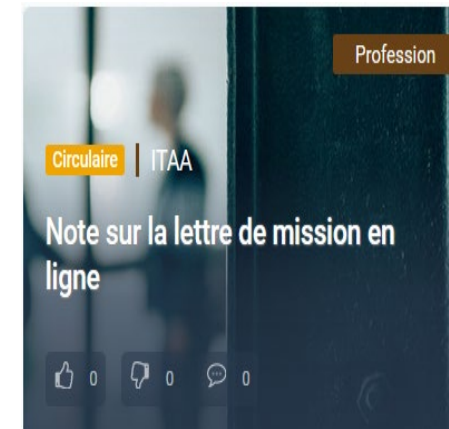 Profession
Circulaire | ITAA
Note sur la lettre de mission en
ligne
0 0 0